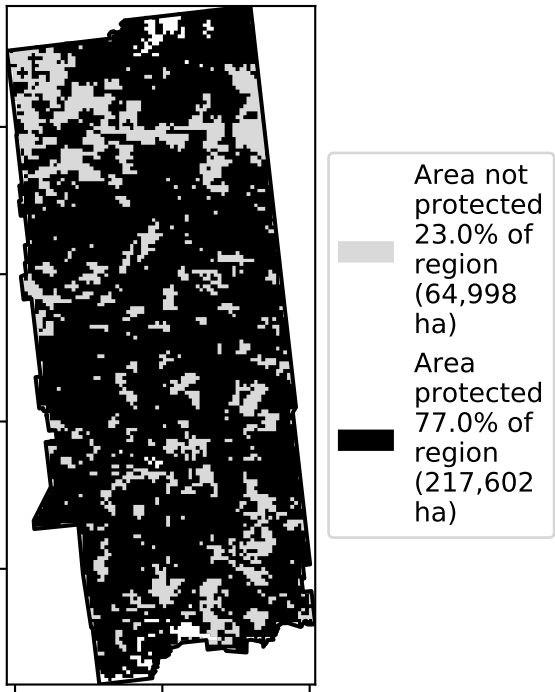 Area not
protected
23.0% of
region
(64,998
ha)
Area
protected
77.0% of
region
(217,602
ha)